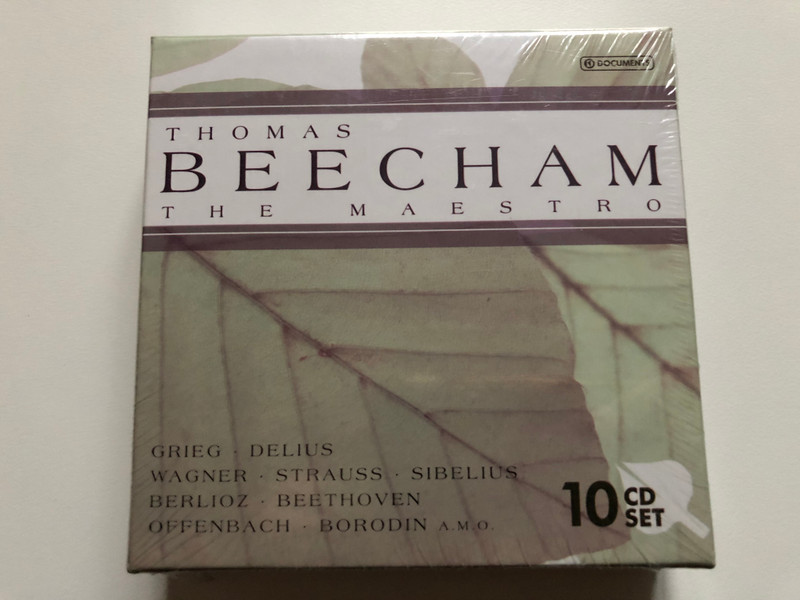 DOCUMENTS
THOMAS
BEECHAM
THE MAESTRO
GRIEG · DELIUS
WAGNER · STRAUSS · SIBELIUS
BERLIOZ · BEETHOVEN
OFFENBACH · BORODIN A.M.O.
10 CD
SET